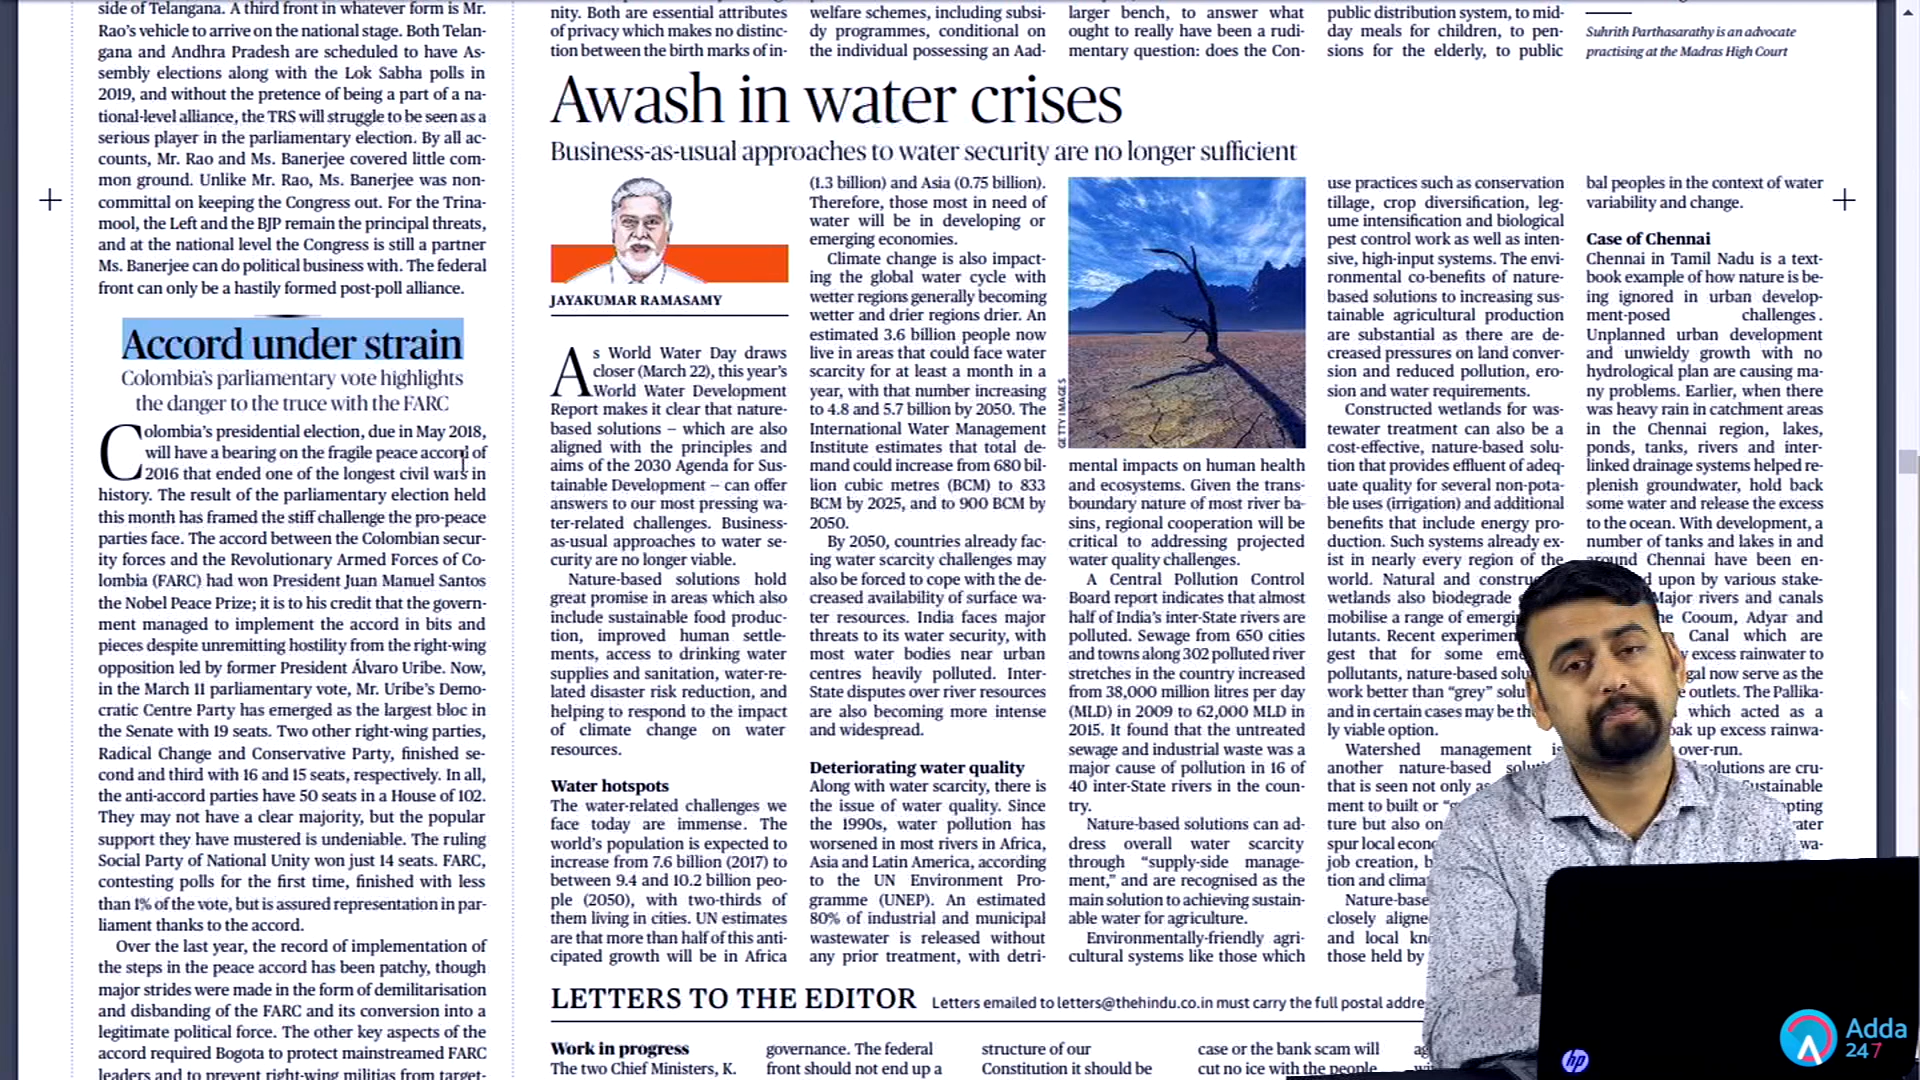 side of Telangana. A third front in whatever form is Mr.
Rao's vehicle to arrive on the national stage. Both Telan-
gana and Andhra Pradesh are scheduled to have As-
sembly elections along with the Lok Sabha polls in
2019, and without the pretence of being a part of a na-
tional-level alliance, the TRS will struggle to be seen as a
serious player in the parliamentary election. By all ac-
counts, Mr. Rao and Ms. Banerjee covered little com-
mon ground. Unlike Mr. Rao, Ms. Banerjee was non-
committal on keeping the Congress out. For the Trina-
mool, the Left and the BJP remain the principal threats,
and at the national level the Congress is still a partner
Ms. Banerjee can do political business with. The federal
front can only be a hastily formed post-poll alliance.
Accord under strain
Colombia's parliamentary vote highlights
the danger to the truce with the FARC
Colombia's presidential election, due in May 2018,
will have a bearing on the fragile peace accord of
2016 that ended one of the longest civil wars in
history. The result of the parliamentary election held
this month has framed the stiff challenge the pro-peace
parties face. The accord between the Colombian secur-
ity forces and the Revolutionary Armed Forces of Co-
lombia (FARC) had won President Juan Manuel Santos
the Nobel Peace Prize; it is to his credit that the govern-
ment managed to implement the accord in bits and
pieces despite unremitting hostility from the right-wing
opposition led by former President Álvaro Uribe. Now,
in the March 11 parliamentary vote, Mr. Uribe's Demo-
cratic Centre Party has emerged as the largest bloc in
the Senate with 19 seats. Two other right-wing parties,
Radical Change and Conservative Party, finished se-
cond and third with 16 and 15 seats, respectively. In all,
the anti-accord parties have 50 seats in a House of 102.
They may not have a clear majority, but the popular
support they have mustered is undeniable. The ruling
Social Party of National Unity won just 14 seats. FARC,
contesting polls for the first time, finished with less
than 1% of the vote, but is assured representation in par-
liament thanks to the accord.
Over the last year, the record of implementation of
the steps in the peace accord has been patchy, though
major strides were made in the form of demilitarisation
and disbanding of the FARC and its conversion into a
legitimate political force. The other key aspects of the
accord required Bogota to protect mainstreamed FARC
leaders and to prevent right-wing militias from target-
nity. Both are essential attributes
of privacy which makes no distinc-
tion between the birth marks of in-
welfare schemes, including subsi-
dy programmes, conditional on
the individual possessing an Aad-
larger bench, to answer what
ought to really have been a rudi-
mentary question: does the Con-
public distribution system, to mid-
day meals for children, to pen-
sions for the elderly, to public
Suhrith Parthasarathy is an advocate
practising at the Madras High Court
Awash in water crises
Business-as-usual approaches to water security are no longer sufficient
JAYAKUMAR RAMASAMY
As World Water Day draws
closer (March 22), this year's
World Water Development
Report makes it clear that nature-
based solutions – which are also
aligned with the principles and
aims of the 2030 Agenda for Sus-
tainable Development – can offer
answers to our most pressing wa-
ter-related challenges. Business-
as-usual approaches to water se-
curity are no longer viable.
Nature-based solutions hold
great promise in areas which also
include sustainable food produc-
tion, improved human settle-
ments, access to drinking water
supplies and sanitation, water-re-
lated disaster risk reduction, and
helping to respond to the impact
of climate change on water
resources.
Water hotspots
The water-related challenges we
face today are immense. The
world's population is expected to
increase from 7.6 billion (2017) to
between 9.4 and 10.2 billion peo-
ple (2050), with two-thirds of
them living in cities. UN estimates
are that more than half of this anti-
cipated growth will be in Africa
(1.3 billion) and Asia (0.75 billion).
Therefore, those most in need of
water will be in developing or
emerging economies.
Climate change is also impact-
ing the global water cycle with
wetter regions generally becoming
wetter and drier regions drier. An
estimated 3.6 billion people now
live in areas that could face water
scarcity for at least a month in a
year, with that number increasing
to 4.8 and 5.7 billion by 2050. The
International Water Management
Institute estimates that total de-
mand could increase from 680 bil-
lion cubic metres (BCM) to 833
BCM by 2025, and to 900 BCM by
2050.
By 2050, countries already fac-
ing water scarcity challenges may
also be forced to cope with the de-
creased availability of surface wa-
ter resources. India faces major
threats to its water security, with
most water bodies near urban
centres heavily polluted. Inter-
State disputes over river resources
are also becoming more intense
and widespread.
Deteriorating water quality
Along with water scarcity, there is
the issue of water quality. Since
the 1990s, water pollution has
worsened in most rivers in Africa,
Asia and Latin America, according
to the UN Environment Pro-
gramme (UNEP). An estimated
80% of industrial and municipal
wastewater is released without
any prior treatment, with detri-
GETTY IMAGES
mental impacts on human health
and ecosystems. Given the trans-
boundary nature of most river ba-
sins, regional cooperation will be
critical to addressing projected
water quality challenges.
A Central Pollution Control
Board report indicates that almost
half of India's inter-State rivers are
polluted. Sewage from 650 cities
and towns along 302 polluted river
stretches in the country increased
from 38,000 million litres per day
(MLD) in 2009 to 62,000 MLD in
2015. It found that the untreated
sewage and industrial waste was a
major cause of pollution in 16 of
40 inter-State rivers in the coun-
try.
Nature-based solutions can ad-
dress overall water scarcity
through "supply-side manage-
ment," and are recognised as the
main solution to achieving sustain-
able water for agriculture.
Environmentally-friendly agri-
cultural systems like those which
use practices such as conservation
tillage, crop diversification, leg-
ume intensification and biological
pest control work as well as inten-
sive, high-input systems. The envi-
ronmental co-benefits of nature-
based solutions to increasing sus-
tainable agricultural production
are substantial as there are de-
creased pressures on land conver-
sion and reduced pollution, ero-
sion and water requirements.
Constructed wetlands for was-
tewater treatment can also be a
cost-effective, nature-based solu-
tion that provides effluent of adeq-
uate quality for several non-pota-
ble uses (irrigation) and additional
benefits that include energy pro-
duction. Such systems already ex-
ist in nearly every region of the
world. Natural and
wetlands also biodegrade
mobilise a range of
Recent
gest that for some
pollutants, nature-based
work better than "grey"
and in certain cases may be
ly viable option.
Watershed management
another nature-based
that is seen not only
ment to built or
ture but also on
spur local
job creation,
tion and
closely
and local
those held by
bal peoples in the context of water
variability and change.
Case of Chennai
Chennai in Tamil Nadu is a text-
book example of how nature is be-
ing ignored in urban develop-
ment-posed challenges.
Unplanned urban development
and unwieldy growth with no
hydrological plan are causing ma-
ny problems. Earlier, when there
was heavy rain in catchment areas
in the Chennai region, lakes,
ponds, tanks, rivers and inter-
linked drainage systems helped re-
plenish groundwater, hold back
some water and release the excess
to the ocean. With development, a
number of tanks and lakes in and
around Chennai have been en-
upon by various stake-
Major rivers and canals
Cooum, Adyar and
Canal which are
excess rainwater to
now serve as the
outlets. The Pallika-
which acted as a
up excess rainwa-
over-run.
are cru-
LETTERS TO THE EDITOR
Letters emailed to letters@thehindu.co.in must carry the full postal
Work in progress
The two Chief Ministers, K.
governance. The federal
front should not end up a
structure of our
Constitution it should be
case or the bank scam will
cut no ice with the people
hp
Adda
247